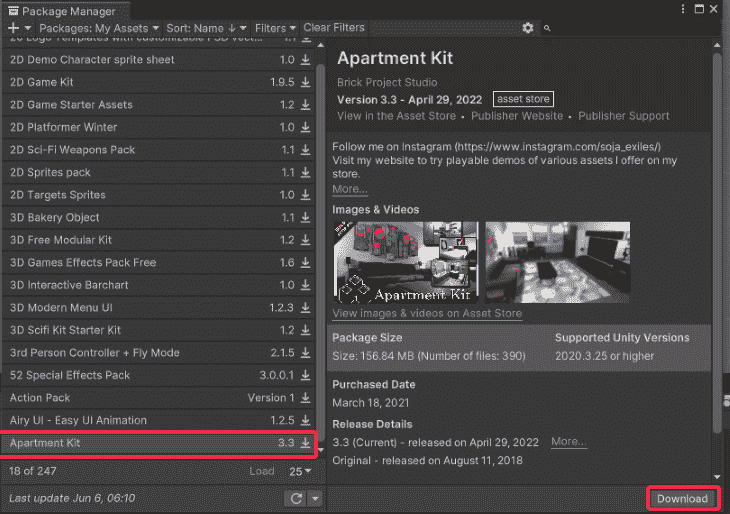 Package Manager
Packages: My Assets Sort: Name ↓ Filters Clear Filters
2D Demo Character sprite sheet 1.0
2D Game Kit 1.9.5
2D Game Starter Assets 1.2
2D Platformer Winter 1.0
2D Sci-Fi Weapons Pack 1.1
2D Sprites pack 1.1
2D Targets Sprites 1.0
3D Bakery Object 1.1
3D Free Modular Kit 1.2
3D Games Effects Pack Free 1.6
3D Interactive Barchart 1.0
3D Modern Menu UI 1.2.3
3D Scifi Kit Starter Kit 1.2
3rd Person Controller + Fly Mode 2.1.5
52 Special Effects Pack 3.0.0.1
Action Pack Version 1
Airy UI - Easy UI Animation 1.2.5
Apartment Kit 3.3
18 of 247 Load 25
Last update Jun 6, 06:10
Apartment Kit
Brick Project Studio
Version 3.3 - April 29, 2022 asset store
View in the Asset Store • Publisher Website • Publisher Support
Follow me on Instagram (https://www.instagram.com/soja_exiles/)
Visit my website to try playable demos of various assets I offer on my
store.
More...
Images & Videos
Apartment Kit
View images & videos on Asset Store
Package Size Supported Unity Versions
Size: 156.84 MB (Number of files: 390) 2020.3.25 or higher
Purchased Date
March 18, 2021
Release Details
3.3 (Current) - released on April 29, 2022 More...
Original - released on August 11, 2018
Download